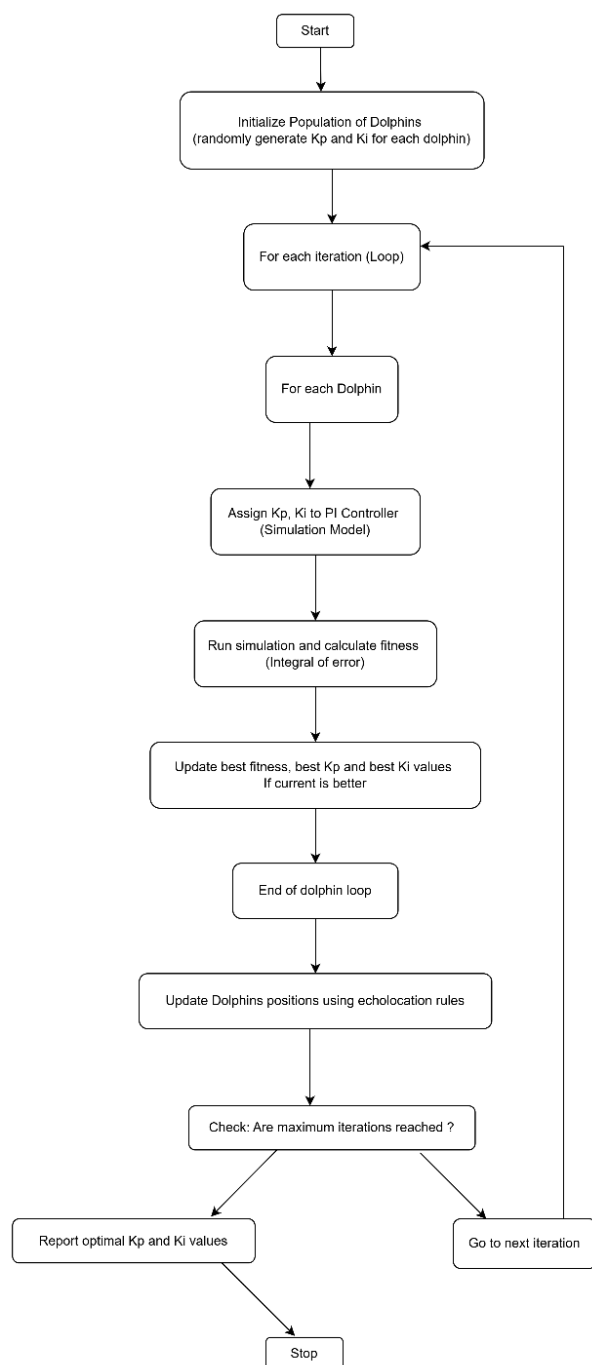 Start
Initialize Population of Dolphins
(randomly generate Kp and Ki for each dolphin)
For each iteration (Loop)
For each Dolphin
Assign Kp, Ki to PI Controller
(Simulation Model)
Run simulation and calculate fitness
(Integral of error)
Update best fitness, best Kp and best Ki values
If current is better
End of dolphin loop
Update Dolphins positions using echolocation rules
Check: Are maximum iterations reached ?
Report optimal Kp and Ki values
Go to next iteration
Stop